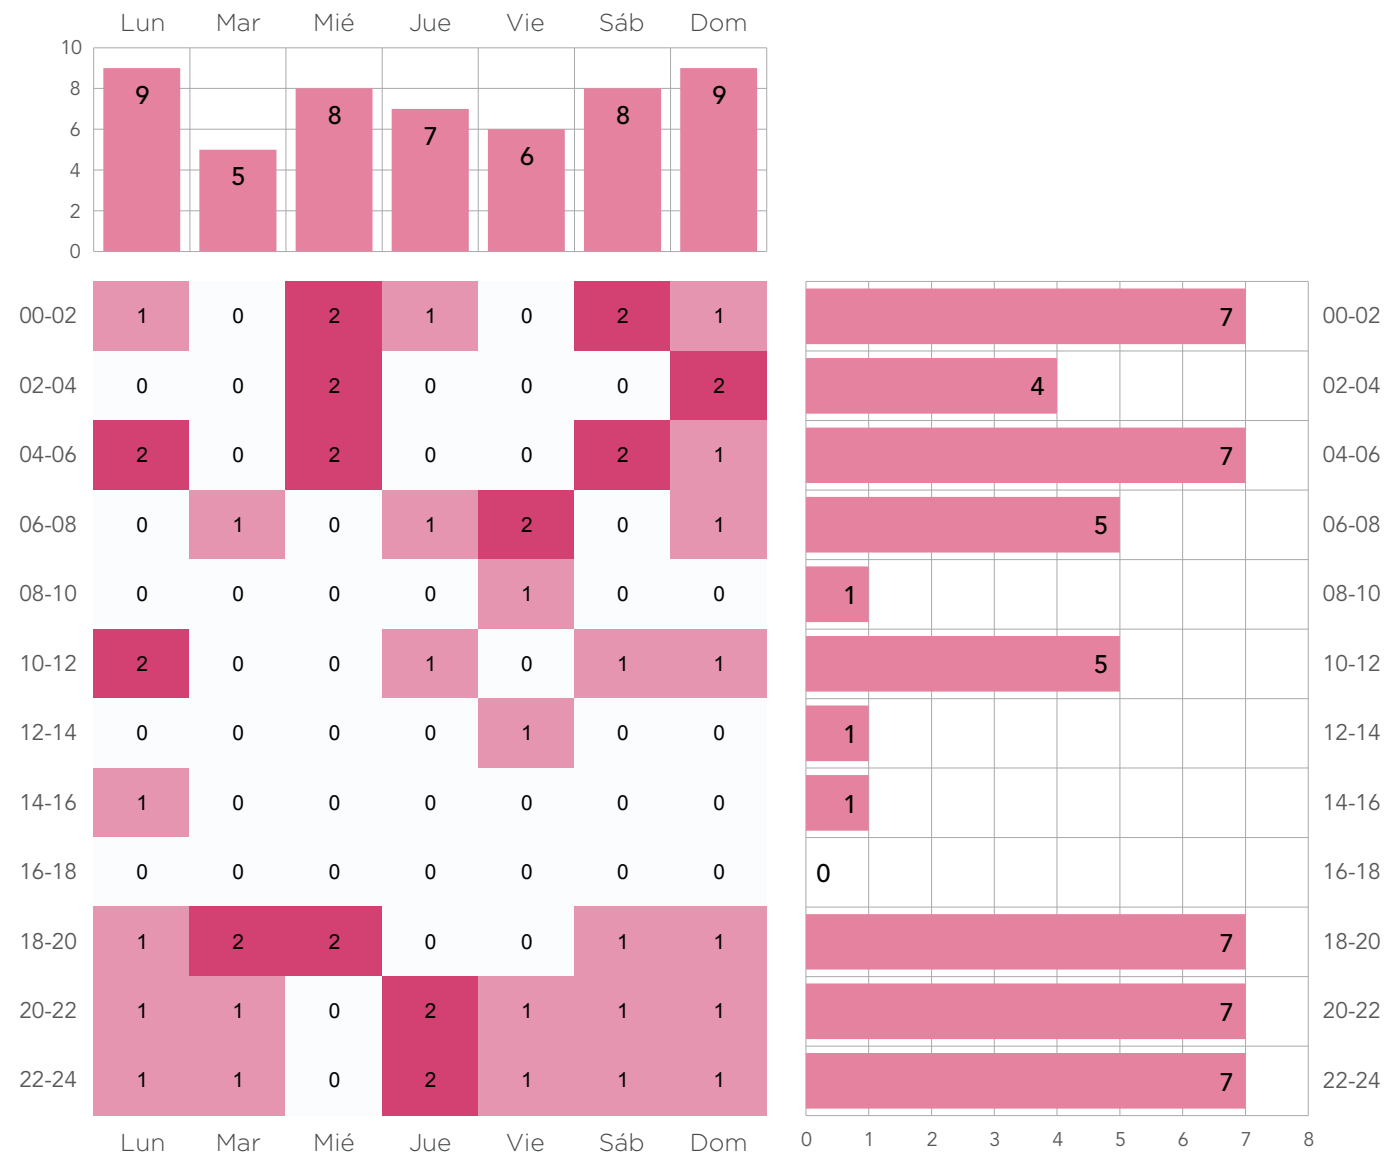 Lun Mar Mié Jue Vie Sáb Dom
10
8
6
4
2
0
9 5 8 7 6 8 9
00-02 1 0 2 1 0 2 1 7 00-02
02-04 0 0 2 0 0 0 2 4 02-04
04-06 2 0 2 0 0 2 1 7 04-06
06-08 0 1 0 1 2 0 1 5 06-08
08-10 0 0 0 0 1 0 0 1 08-10
10-12 2 0 0 1 0 1 1 5 10-12
12-14 0 0 0 0 1 0 0 1 12-14
14-16 1 0 0 0 0 0 0 1 14-16
16-18 0 0 0 0 0 0 0 0 16-18
18-20 1 2 2 0 0 1 1 7 18-20
20-22 1 1 0 2 1 1 1 7 20-22
22-24 1 1 0 2 1 1 1 7 22-24
Lun Mar Mié Jue Vie Sáb Dom 0 1 2 3 4 5 6 7 8